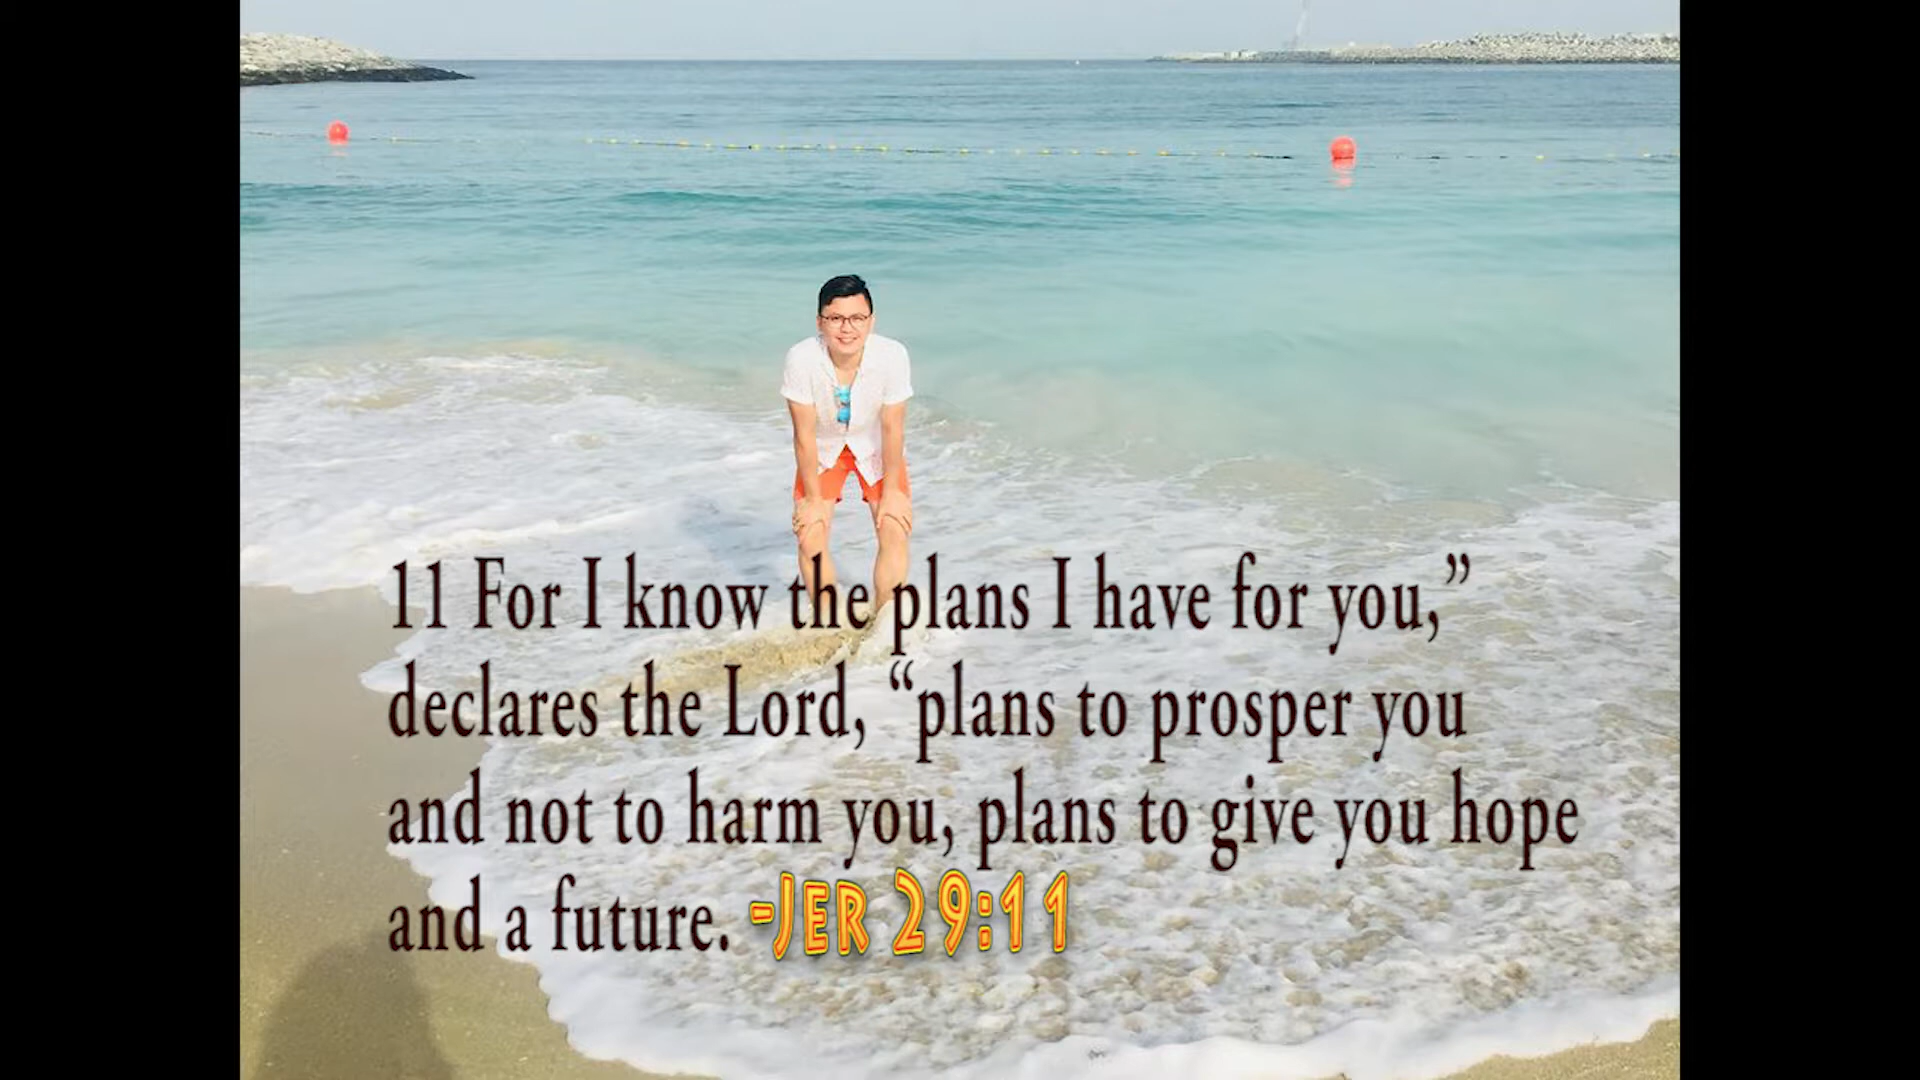 11 For I know the plans I have for you,”
declares the Lord, “plans to prosper you
and not to harm you, plans to give you hope
and a future. -JER 29:11